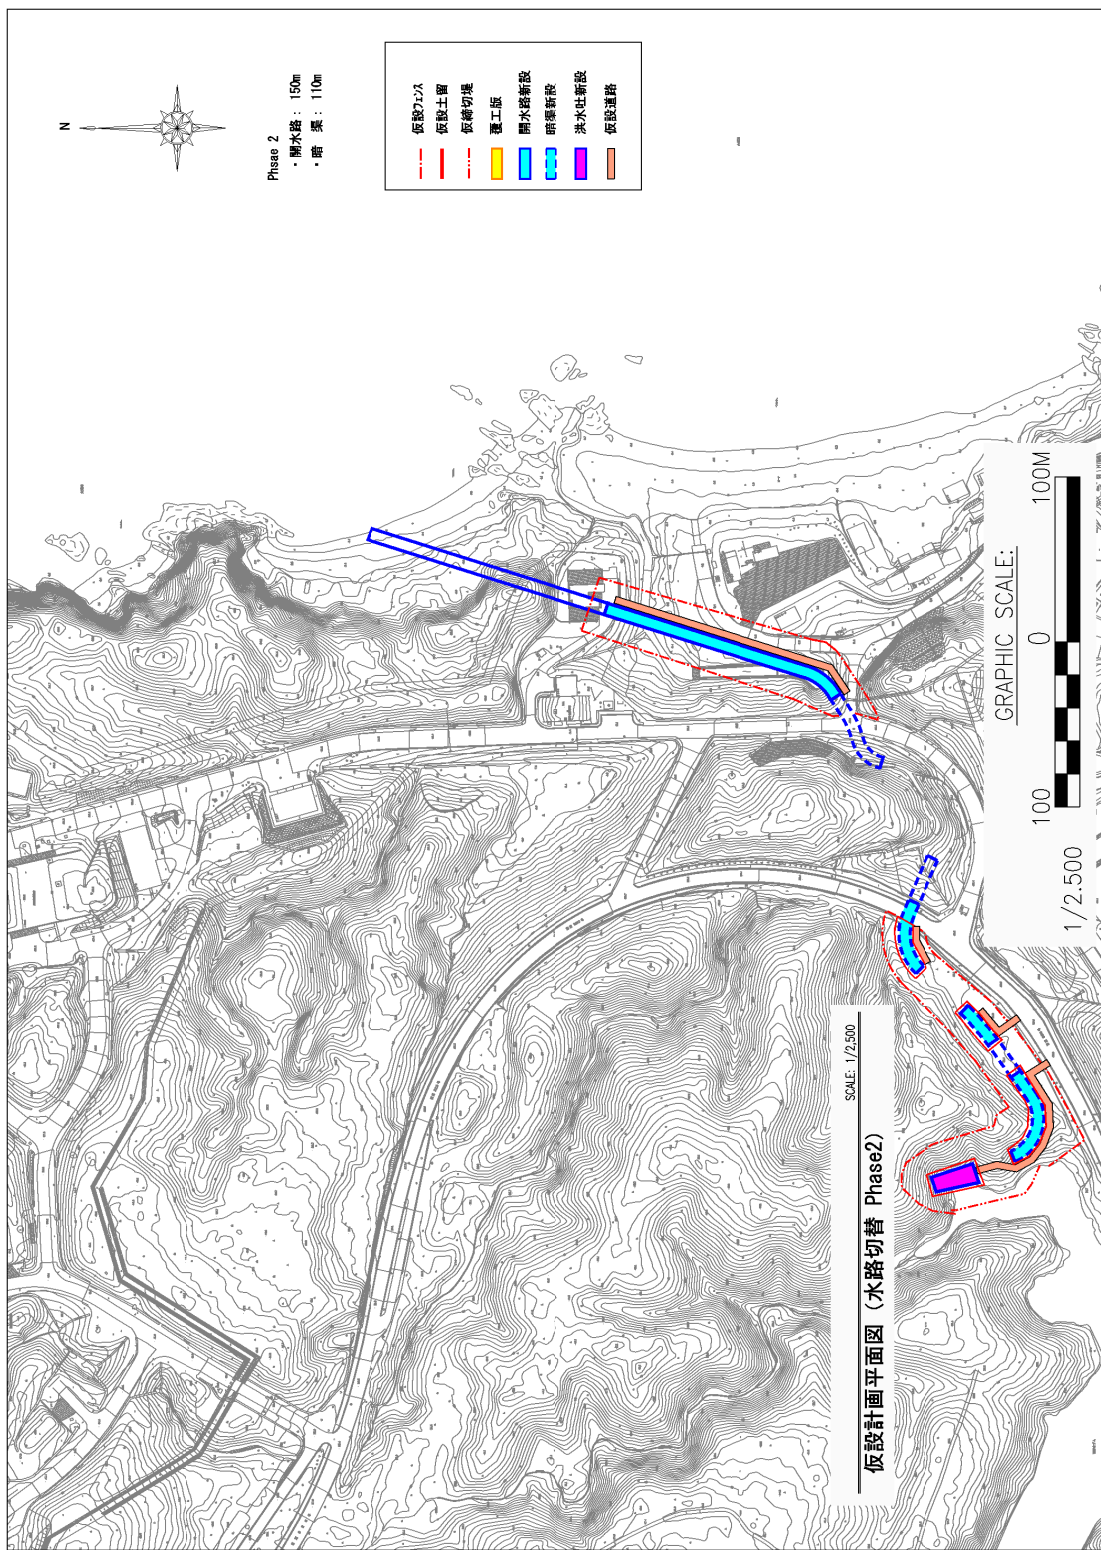 N
Phsae 2
・開水路: 150m
・暗 渠: 110m
仮設フェンス
仮設土留
仮締切堤
覆工版
開水路新設
暗渠新設
洪水吐新設
仮設道路
GRAPHIC SCALE:
100 0 100M
1/2.500
SCALE: 1/2,500
仮設計画平面図（水路切替 Phase2）